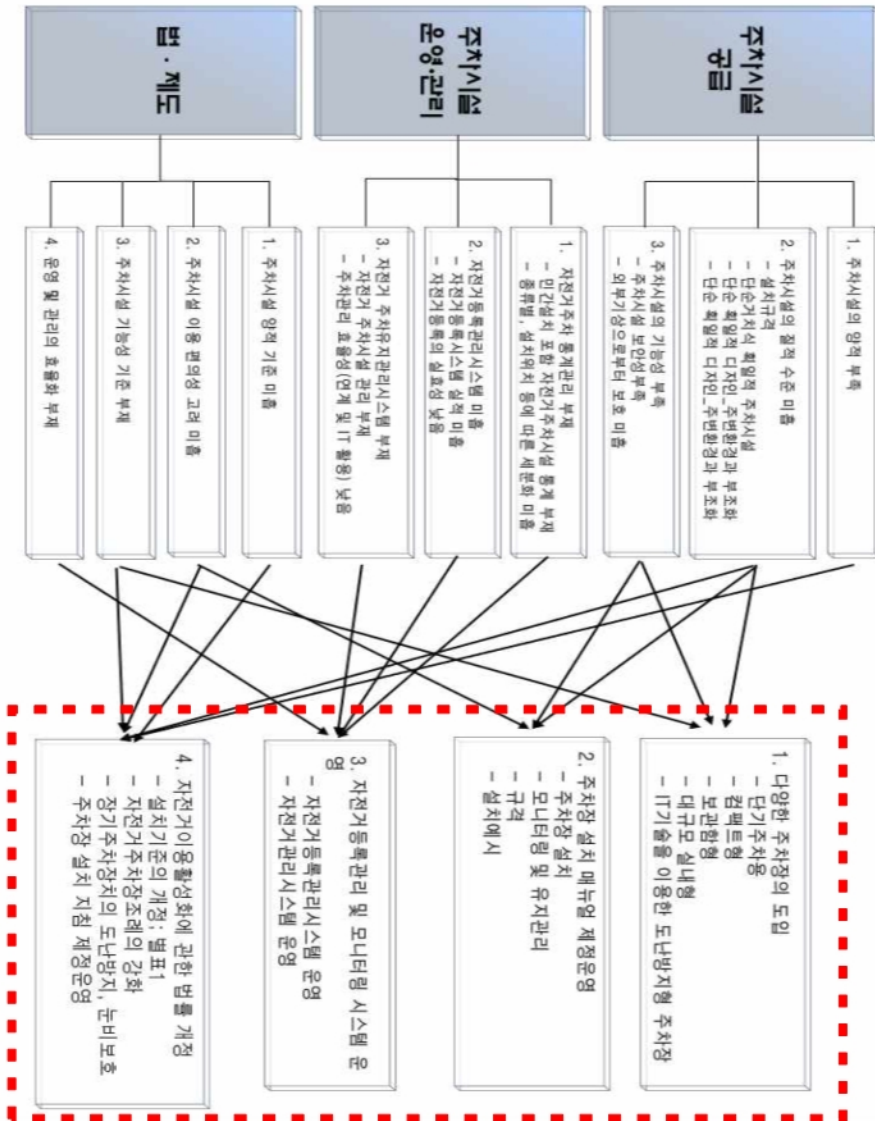 주차시설
공급
1. 주차시설의 양적 부족
2. 주차시설의 질적 수준 미흡
- 설치규격
- 단순거치식 획일적 주차시설
- 단순 획일적 디자인_주변환경과 부조화
- 단순 획일적 디자인_주변환경과 부조화
3. 주차시설의 기능성 부족
- 주차시설 보안성부족
- 외부기상으로부터 보호 미흡
주차시설
운영.관리
1. 자전거주차 통계관리 부재
- 민간설치 포함 자전거주차시설 통계 부재
- 종류별, 설치위치 등에 따른 세분화 미흡
2. 자전거등록관리시스템 미흡
- 자전거등록시스템 실적 미흡
- 자전거등록의 실효성 낮음
3. 자전거 주차유지관리시스템 부재
- 자전거 주차시설 관리 부재
- 주차관리 효율성(연계 및 IT 활용) 낮음
법 · 제도
1. 주차시설 양적 기준 미흡
2. 주차시설 이용 편의성 고려 미흡
3. 주차시설 기능성 기준 부재
4. 운영 및 관리의 효율화 부재
1. 다양한 주차장의 도입
- 단기주차용
- 컴팩트형
- 보관함형
- 대규모 실내형
- IT기술을 이용한 도난방지형 주차장
2. 주차장 설치 매뉴얼 제정운영
- 주차장 설치
- 모니터링 및 유지관리
- 규격
- 설치예시
3. 자전거등록관리 및 모니터링 시스템 운
영
- 자전거등록관리시스템 운영
- 자전거관리시스템 운영
4. 자전거이용활성화에 관한 법률 개정
- 설치기준의 개정; 별표1
- 자전거주차장조례의 강화
- 장기주차장치의 도난방지, 눈비보호
- 주차장 설치 지침 제정운영